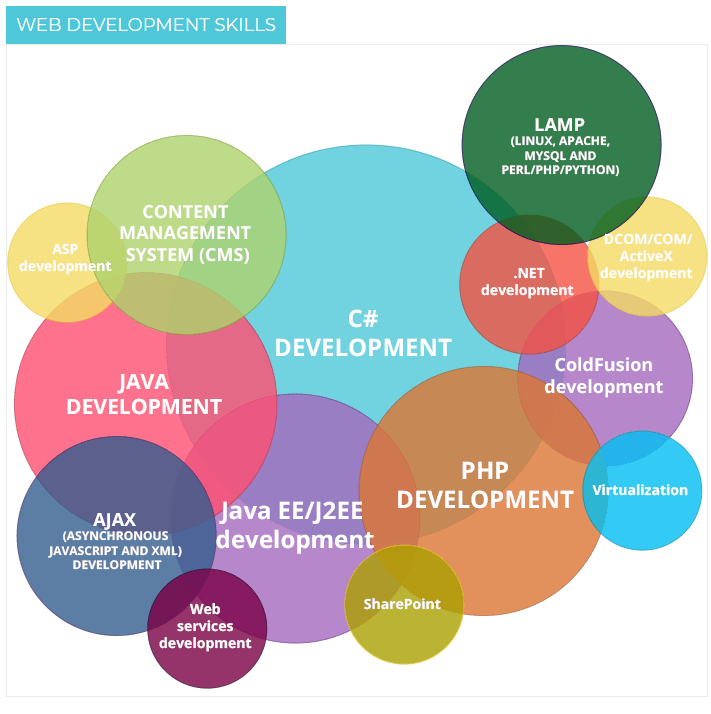 WEB DEVELOPMENT SKILLS
LAMP
(LINUX, APACHE,
MYSQL AND
PERL/PHP/PYTHON)
CONTENT
MANAGEMENT
SYSTEM (CMS)
ASP
development
DCOM/COM/
ActiveX
development
.NET
development
C#
DEVELOPMENT
JAVA
DEVELOPMENT
ColdFusion
development
PHP
DEVELOPMENT
Virtualization
Java EE/J2EE
development
AJAX
(ASYNCHRONOUS
JAVASCRIPT AND XML)
DEVELOPMENT
SharePoint
Web
services
development